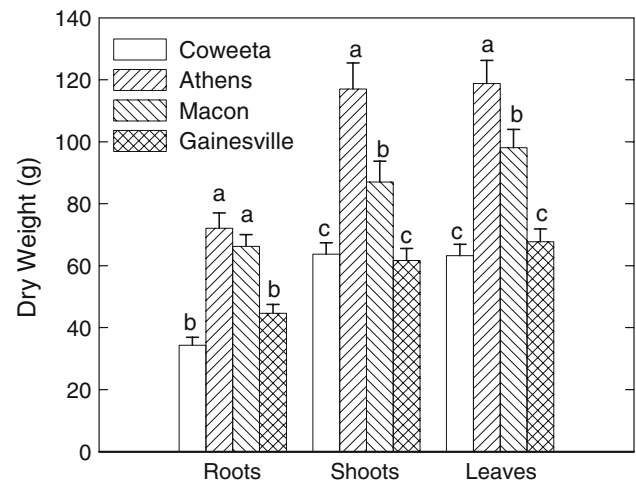 140
120
100
80
60
40
20
0
Dry Weight (g)
Coweeta
Athens
Macon
Gainesville
b a a b
c a b c
c a b c
Roots Shoots Leaves